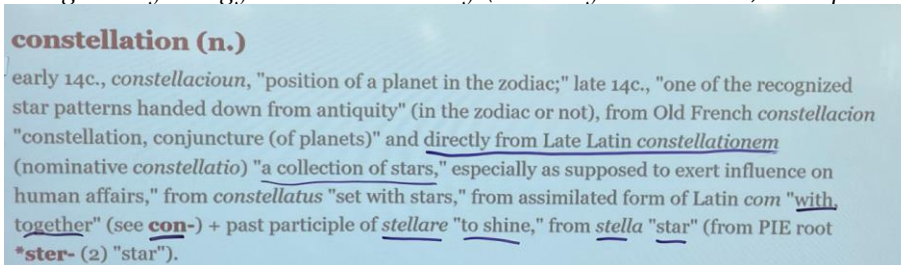 constellation (n.)
early 14c., constellacioun, "position of a planet in the zodiac;" late 14c., "one of the recognized
star patterns handed down from antiquity" (in the zodiac or not), from Old French constellacion
"constellation, conjuncture (of planets)" and directly from Late Latin constellationem
(nominative constellatio) "a collection of stars," especially as supposed to exert influence on
human affairs," from constellatus "set with stars," from assimilated form of Latin com "with,
together" (see con-) + past participle of stellare "to shine," from stella "star" (from PIE root
*ster- (2) "star").